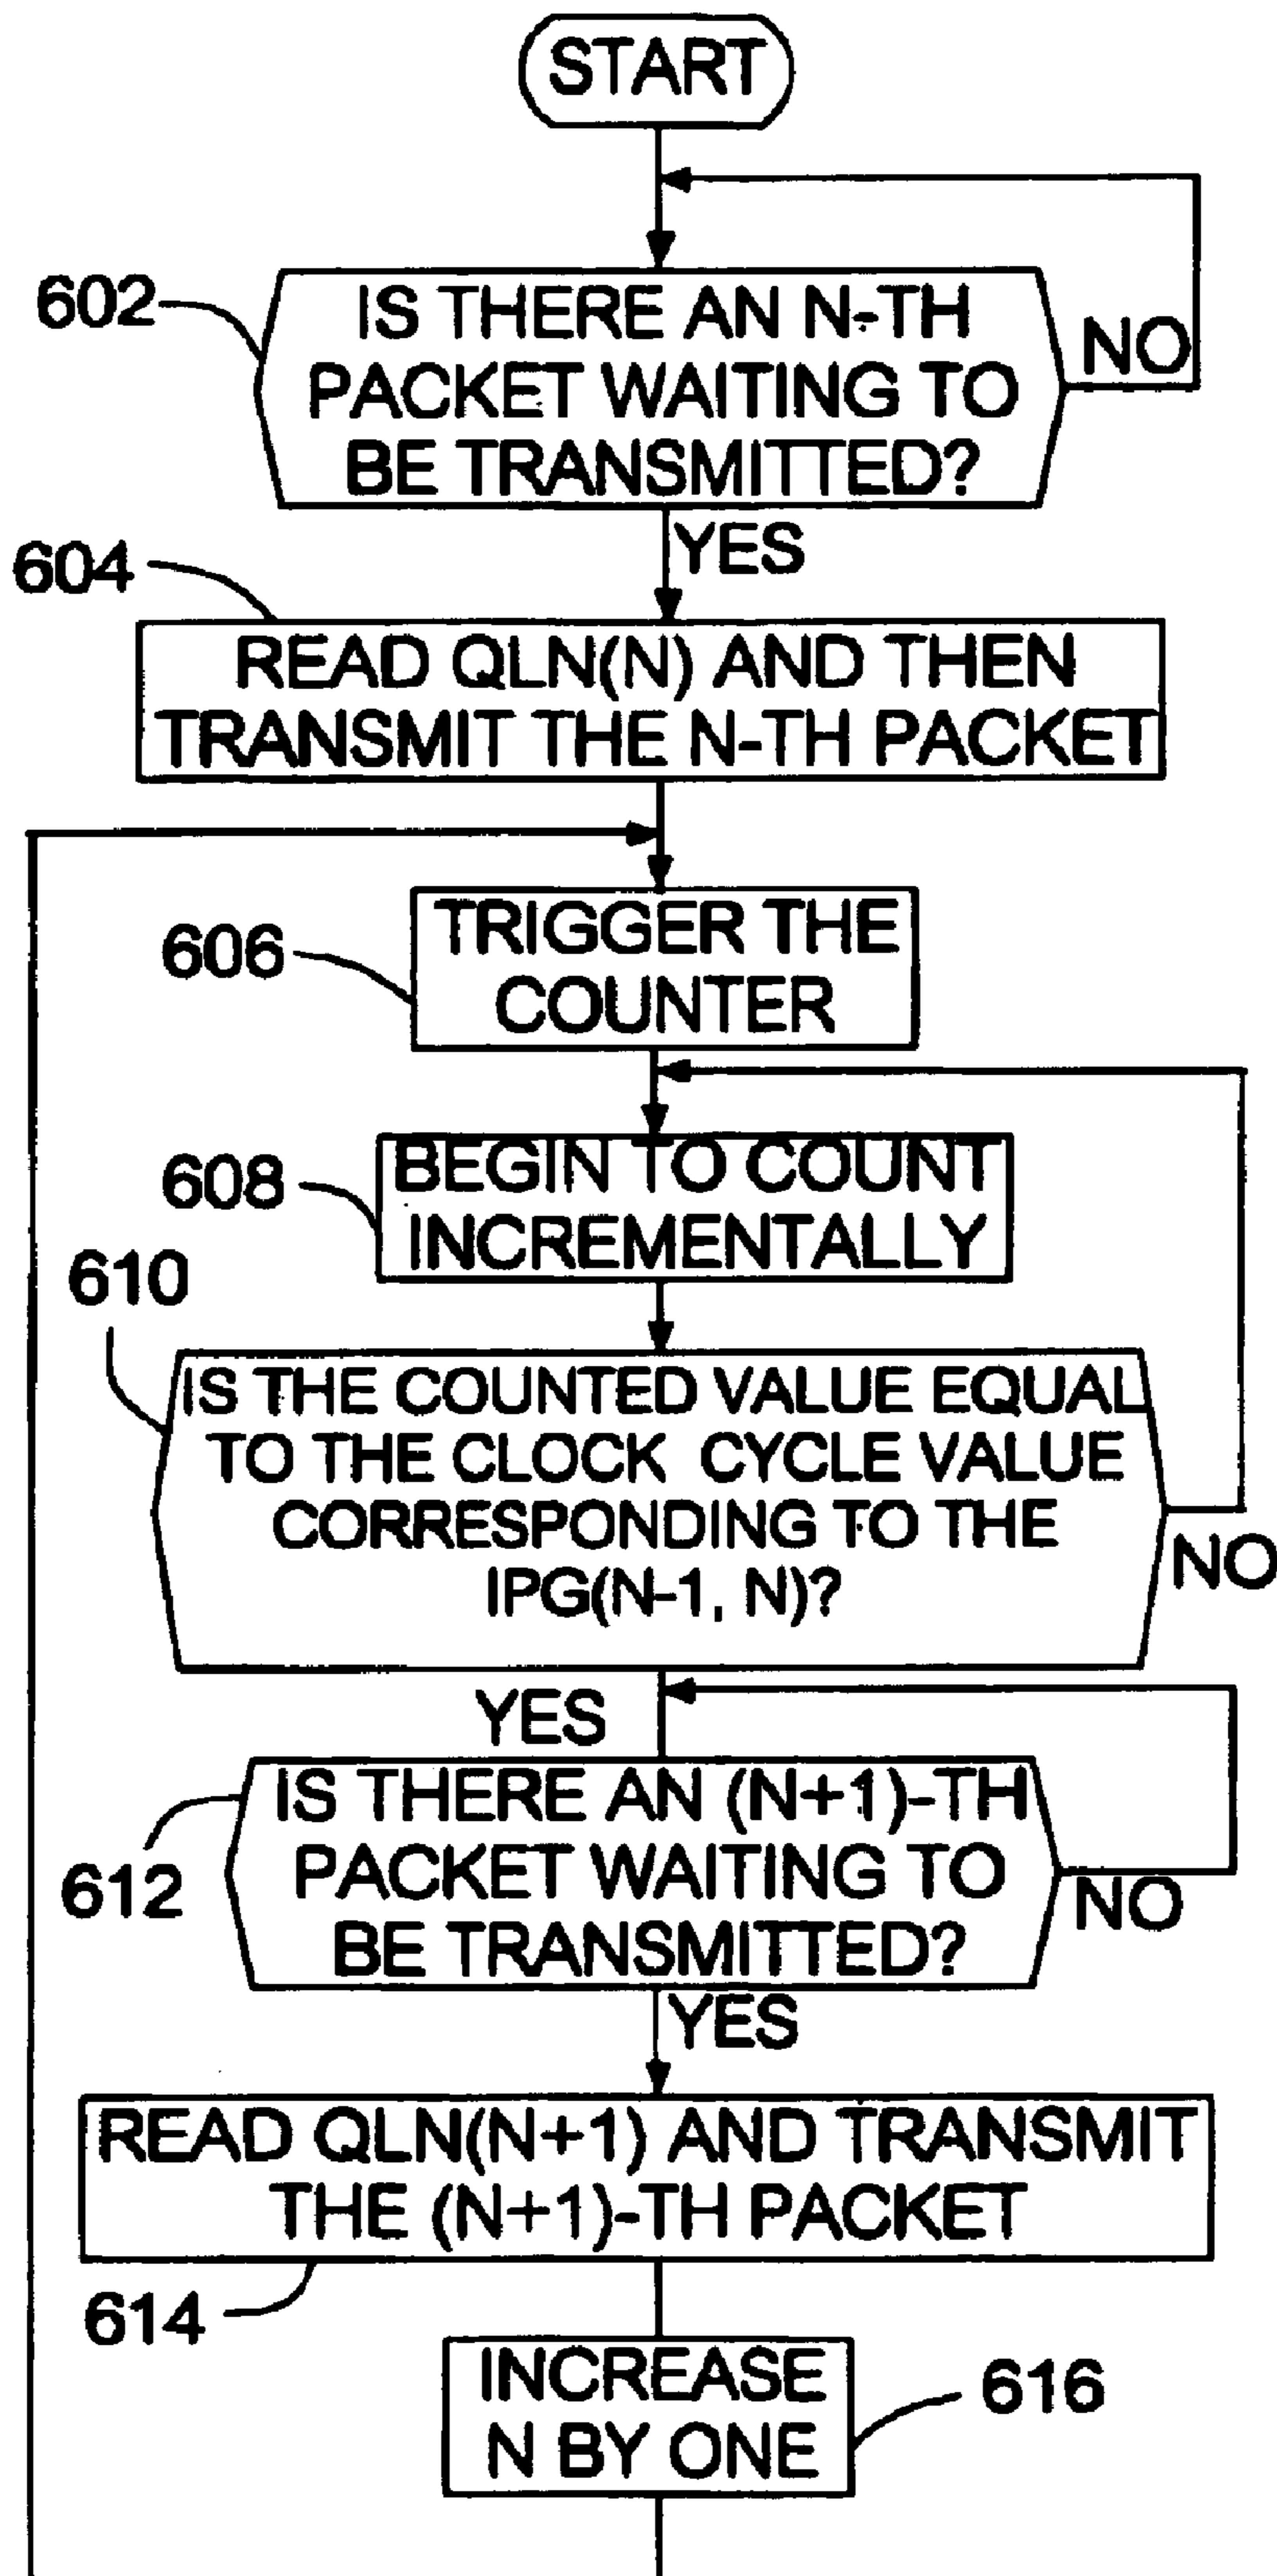 START
602
IS THERE AN N-TH
PACKET WAITING TO
BE TRANSMITTED?
NO
YES
604
READ QLN(N) AND THEN
TRANSMIT THE N-TH PACKET
606
TRIGGER THE
COUNTER
608
BEGIN TO COUNT
INCREMENTALLY
610
IS THE COUNTED VALUE EQUAL
TO THE CLOCK CYCLE VALUE
CORRESPONDING TO THE
IPG(N-1, N)?
NO
YES
612
IS THERE AN (N+1)-TH
PACKET WAITING TO
BE TRANSMITTED?
NO
YES
READ QLN(N+1) AND TRANSMIT
THE (N+1)-TH PACKET
614
INCREASE
N BY ONE
616